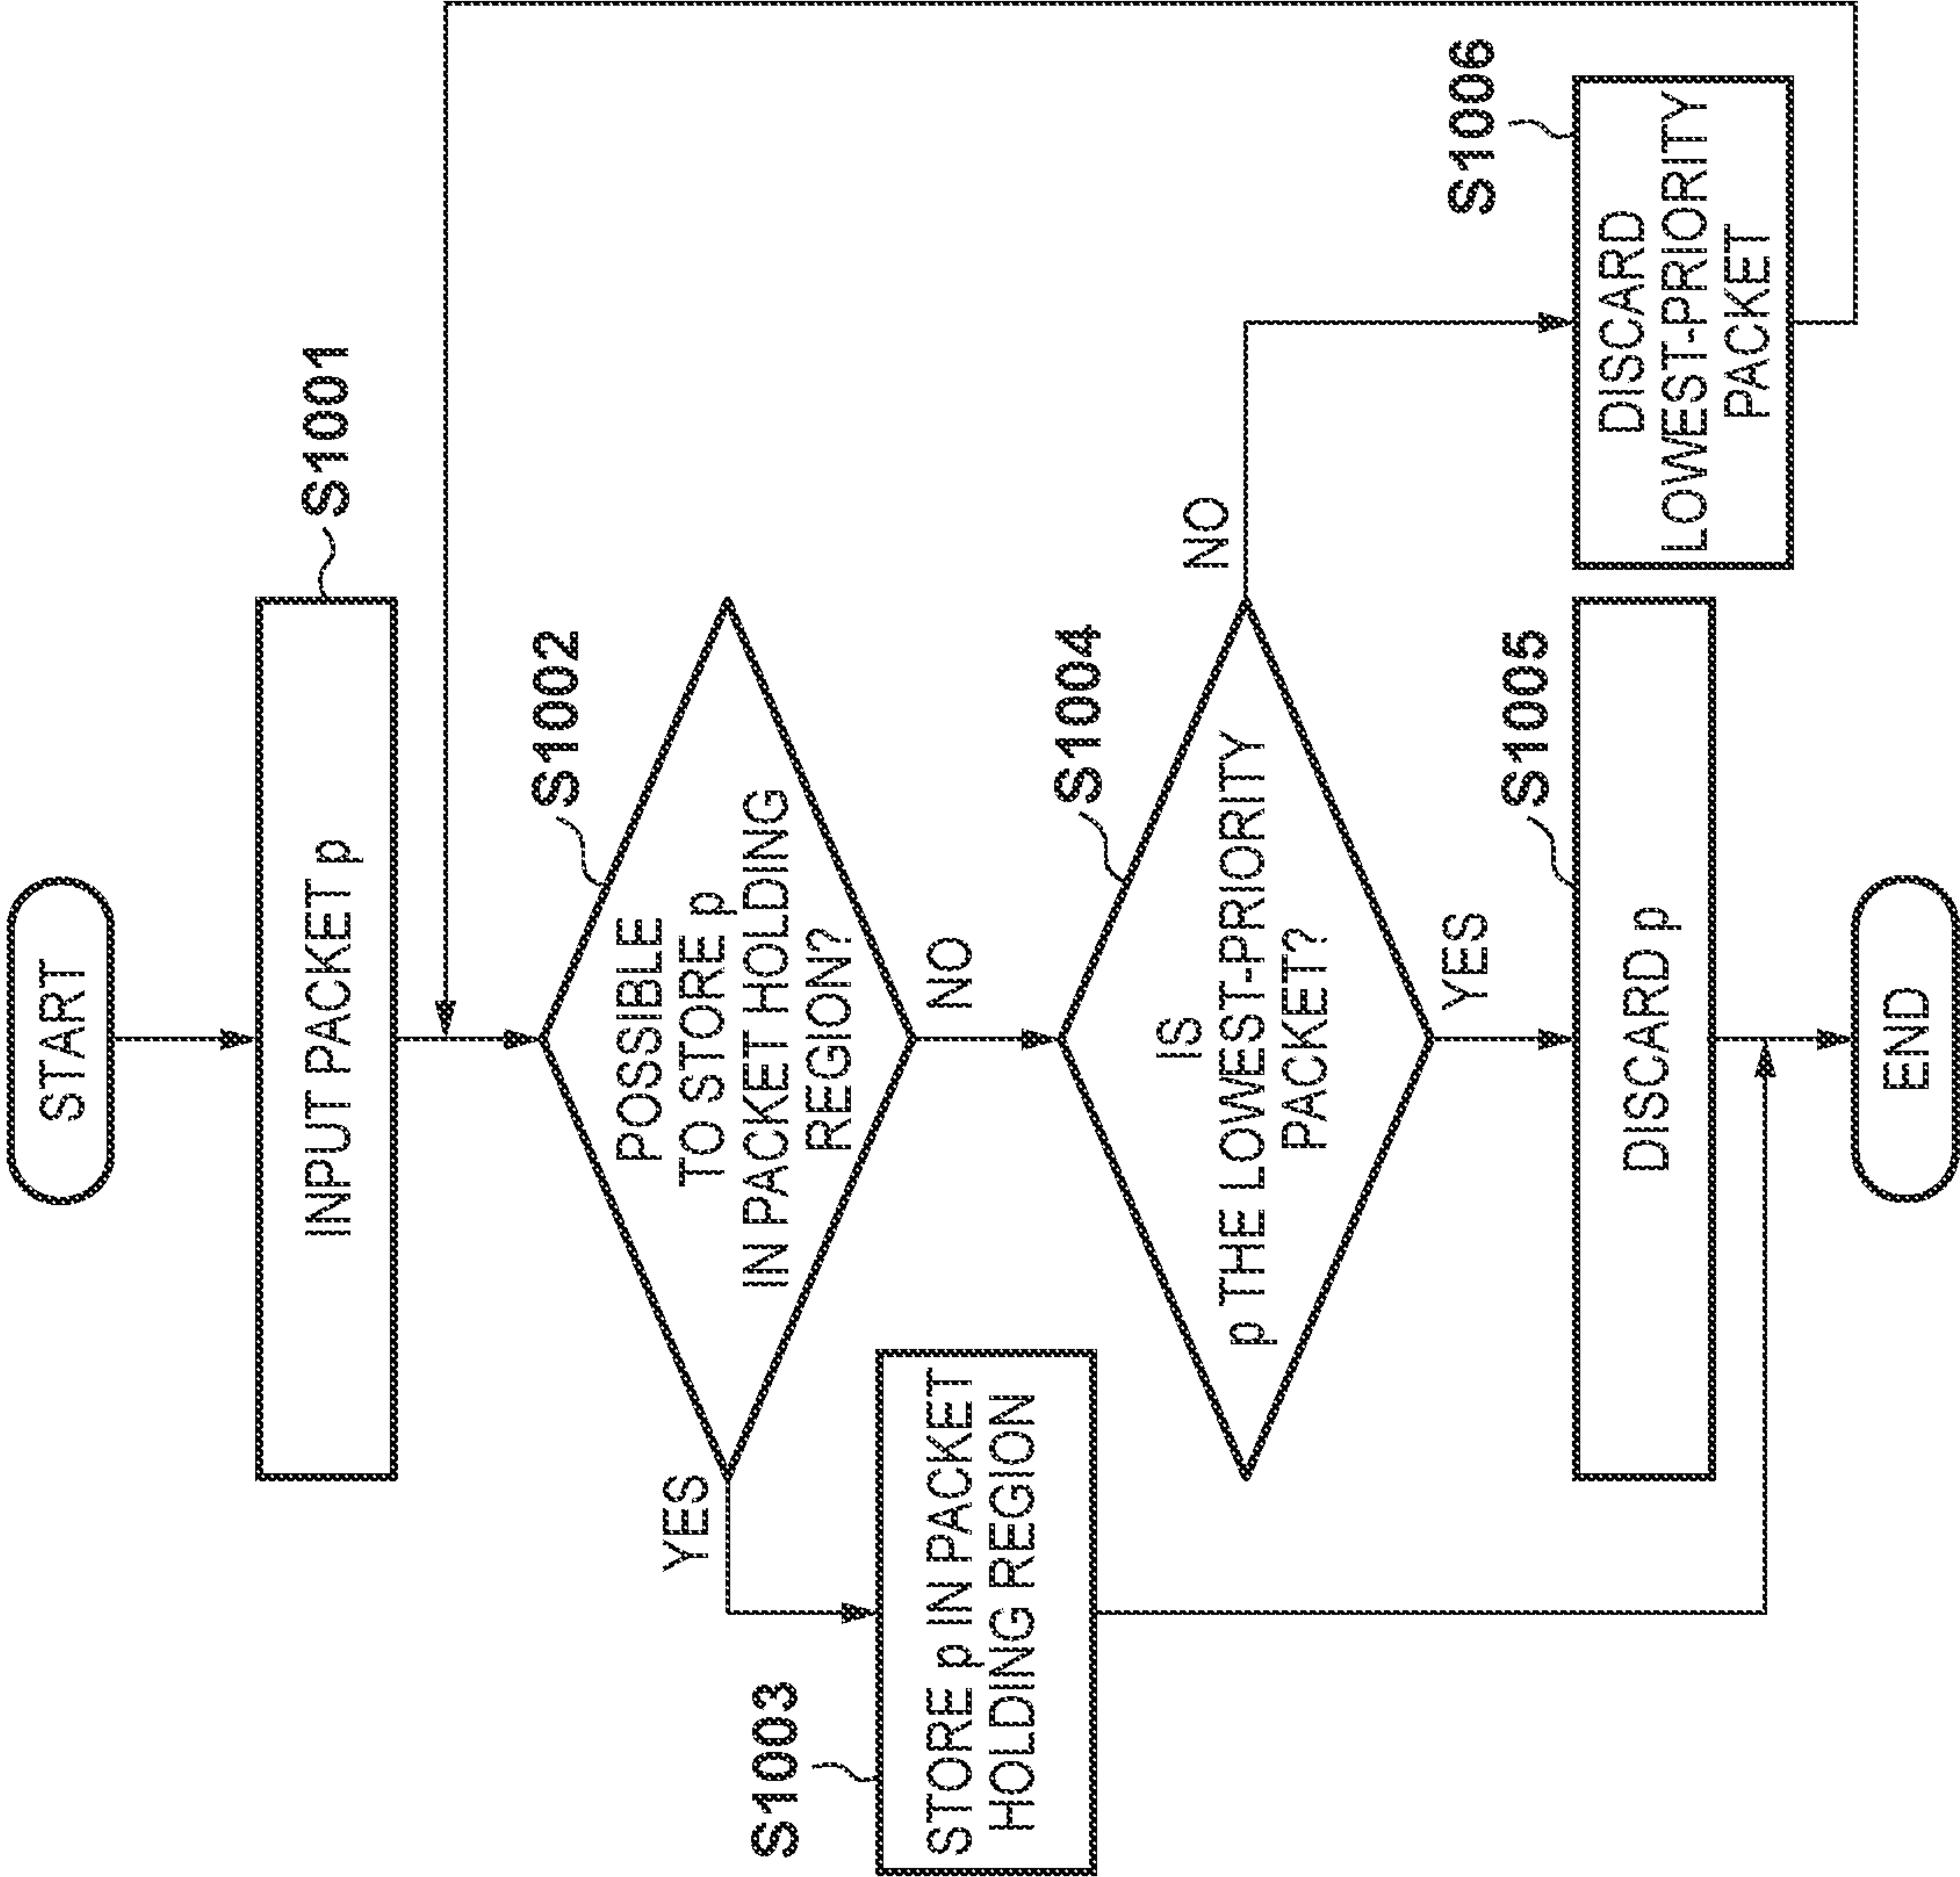 START
S1001
INPUT PACKET p
S1002
POSSIBLE
TO STORE p
IN PACKET HOLDING
REGION?
YES
NO
S1003
STORE p IN PACKET
HOLDING REGION
S1004
IS
p THE LOWEST-PRIORITY
PACKET?
NO
YES
S1005
DISCARD p
S1006
DISCARD
LOWEST-PRIORITY
PACKET
END